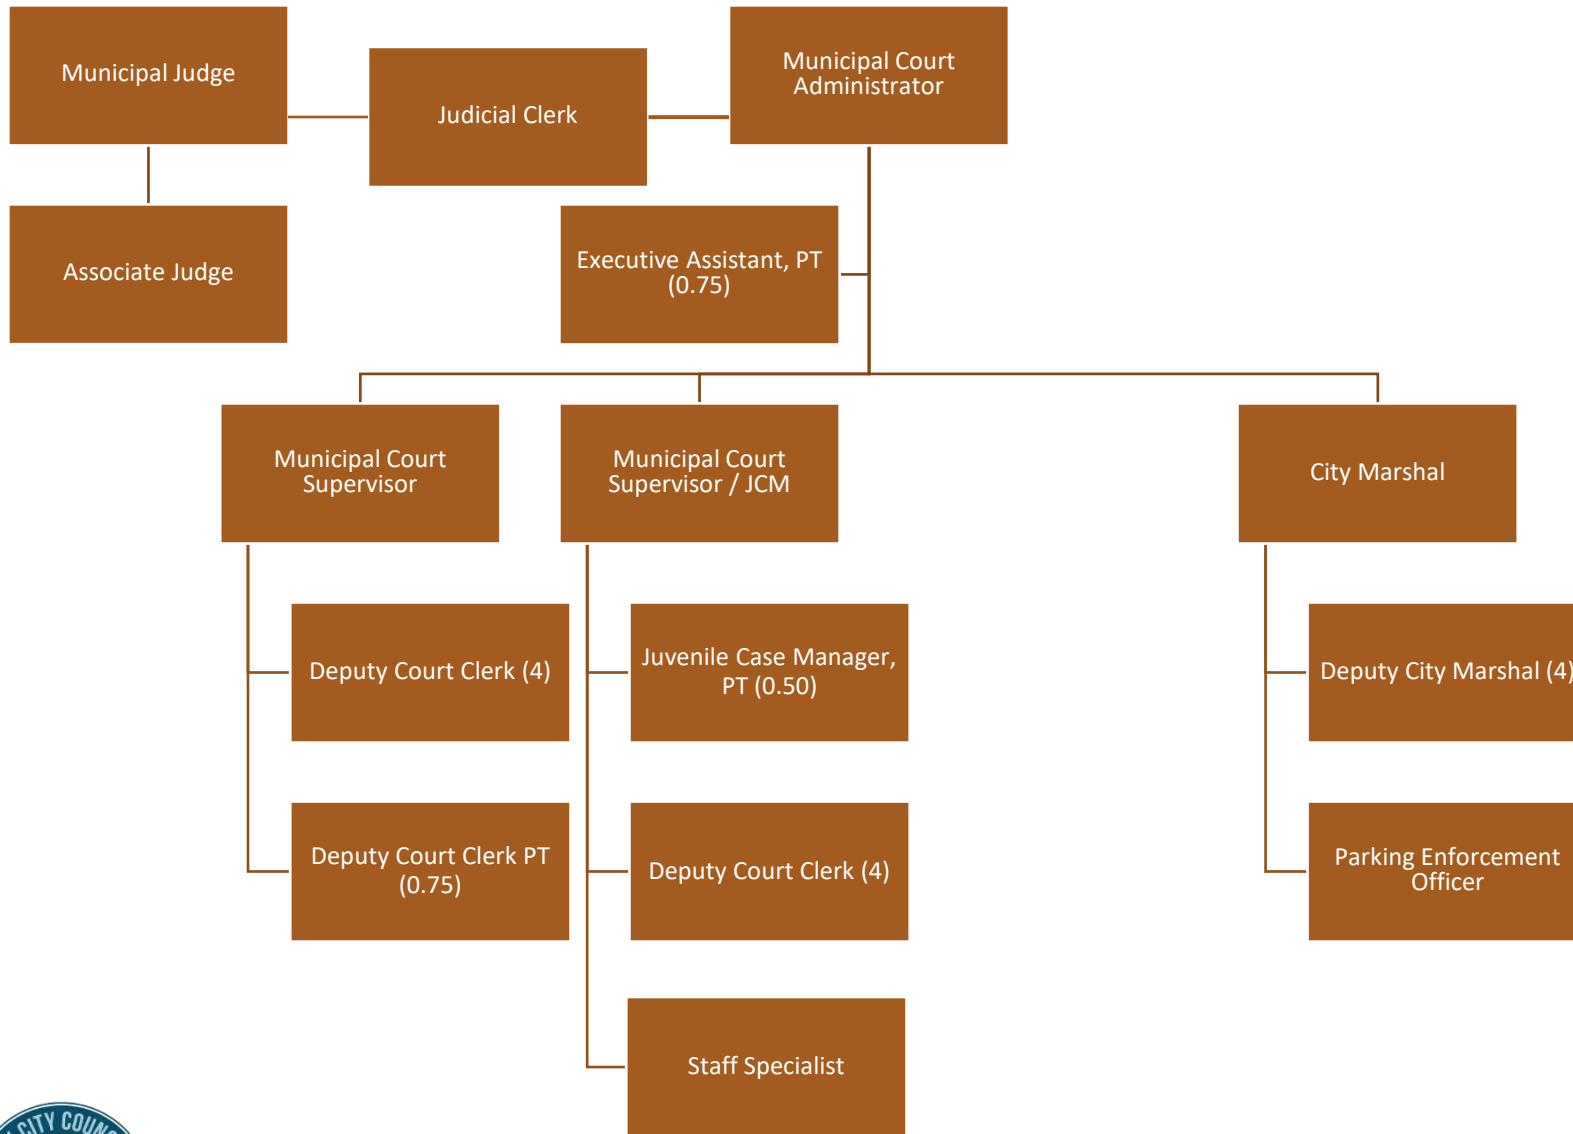 Municipal Judge
Judicial Clerk
Municipal Court
Administrator
Associate Judge
Executive Assistant, PT
(0.75)
Municipal Court
Supervisor
Municipal Court
Supervisor / JCM
City Marshal
Deputy Court Clerk (4)
Juvenile Case Manager,
PT (0.50)
Deputy City Marshal (4)
Deputy Court Clerk PT
(0.75)
Deputy Court Clerk (4)
Parking Enforcement
Officer
Staff Specialist
CITY